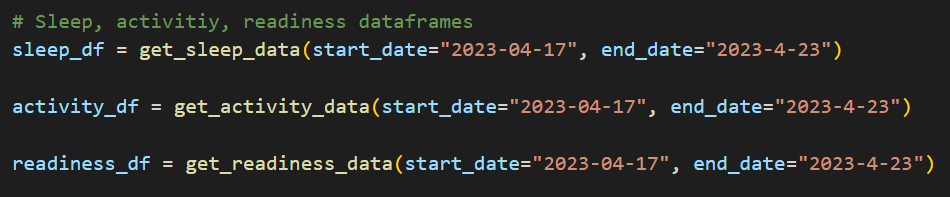 # Sleep, activitiy, readiness dataframes
sleep_df = get_sleep_data(start_date="2023-04-17", end_date="2023-4-23")
activity_df = get_activity_data(start_date="2023-04-17", end_date="2023-4-23")
readiness_df = get_readiness_data(start_date="2023-04-17", end_date="2023-4-23")